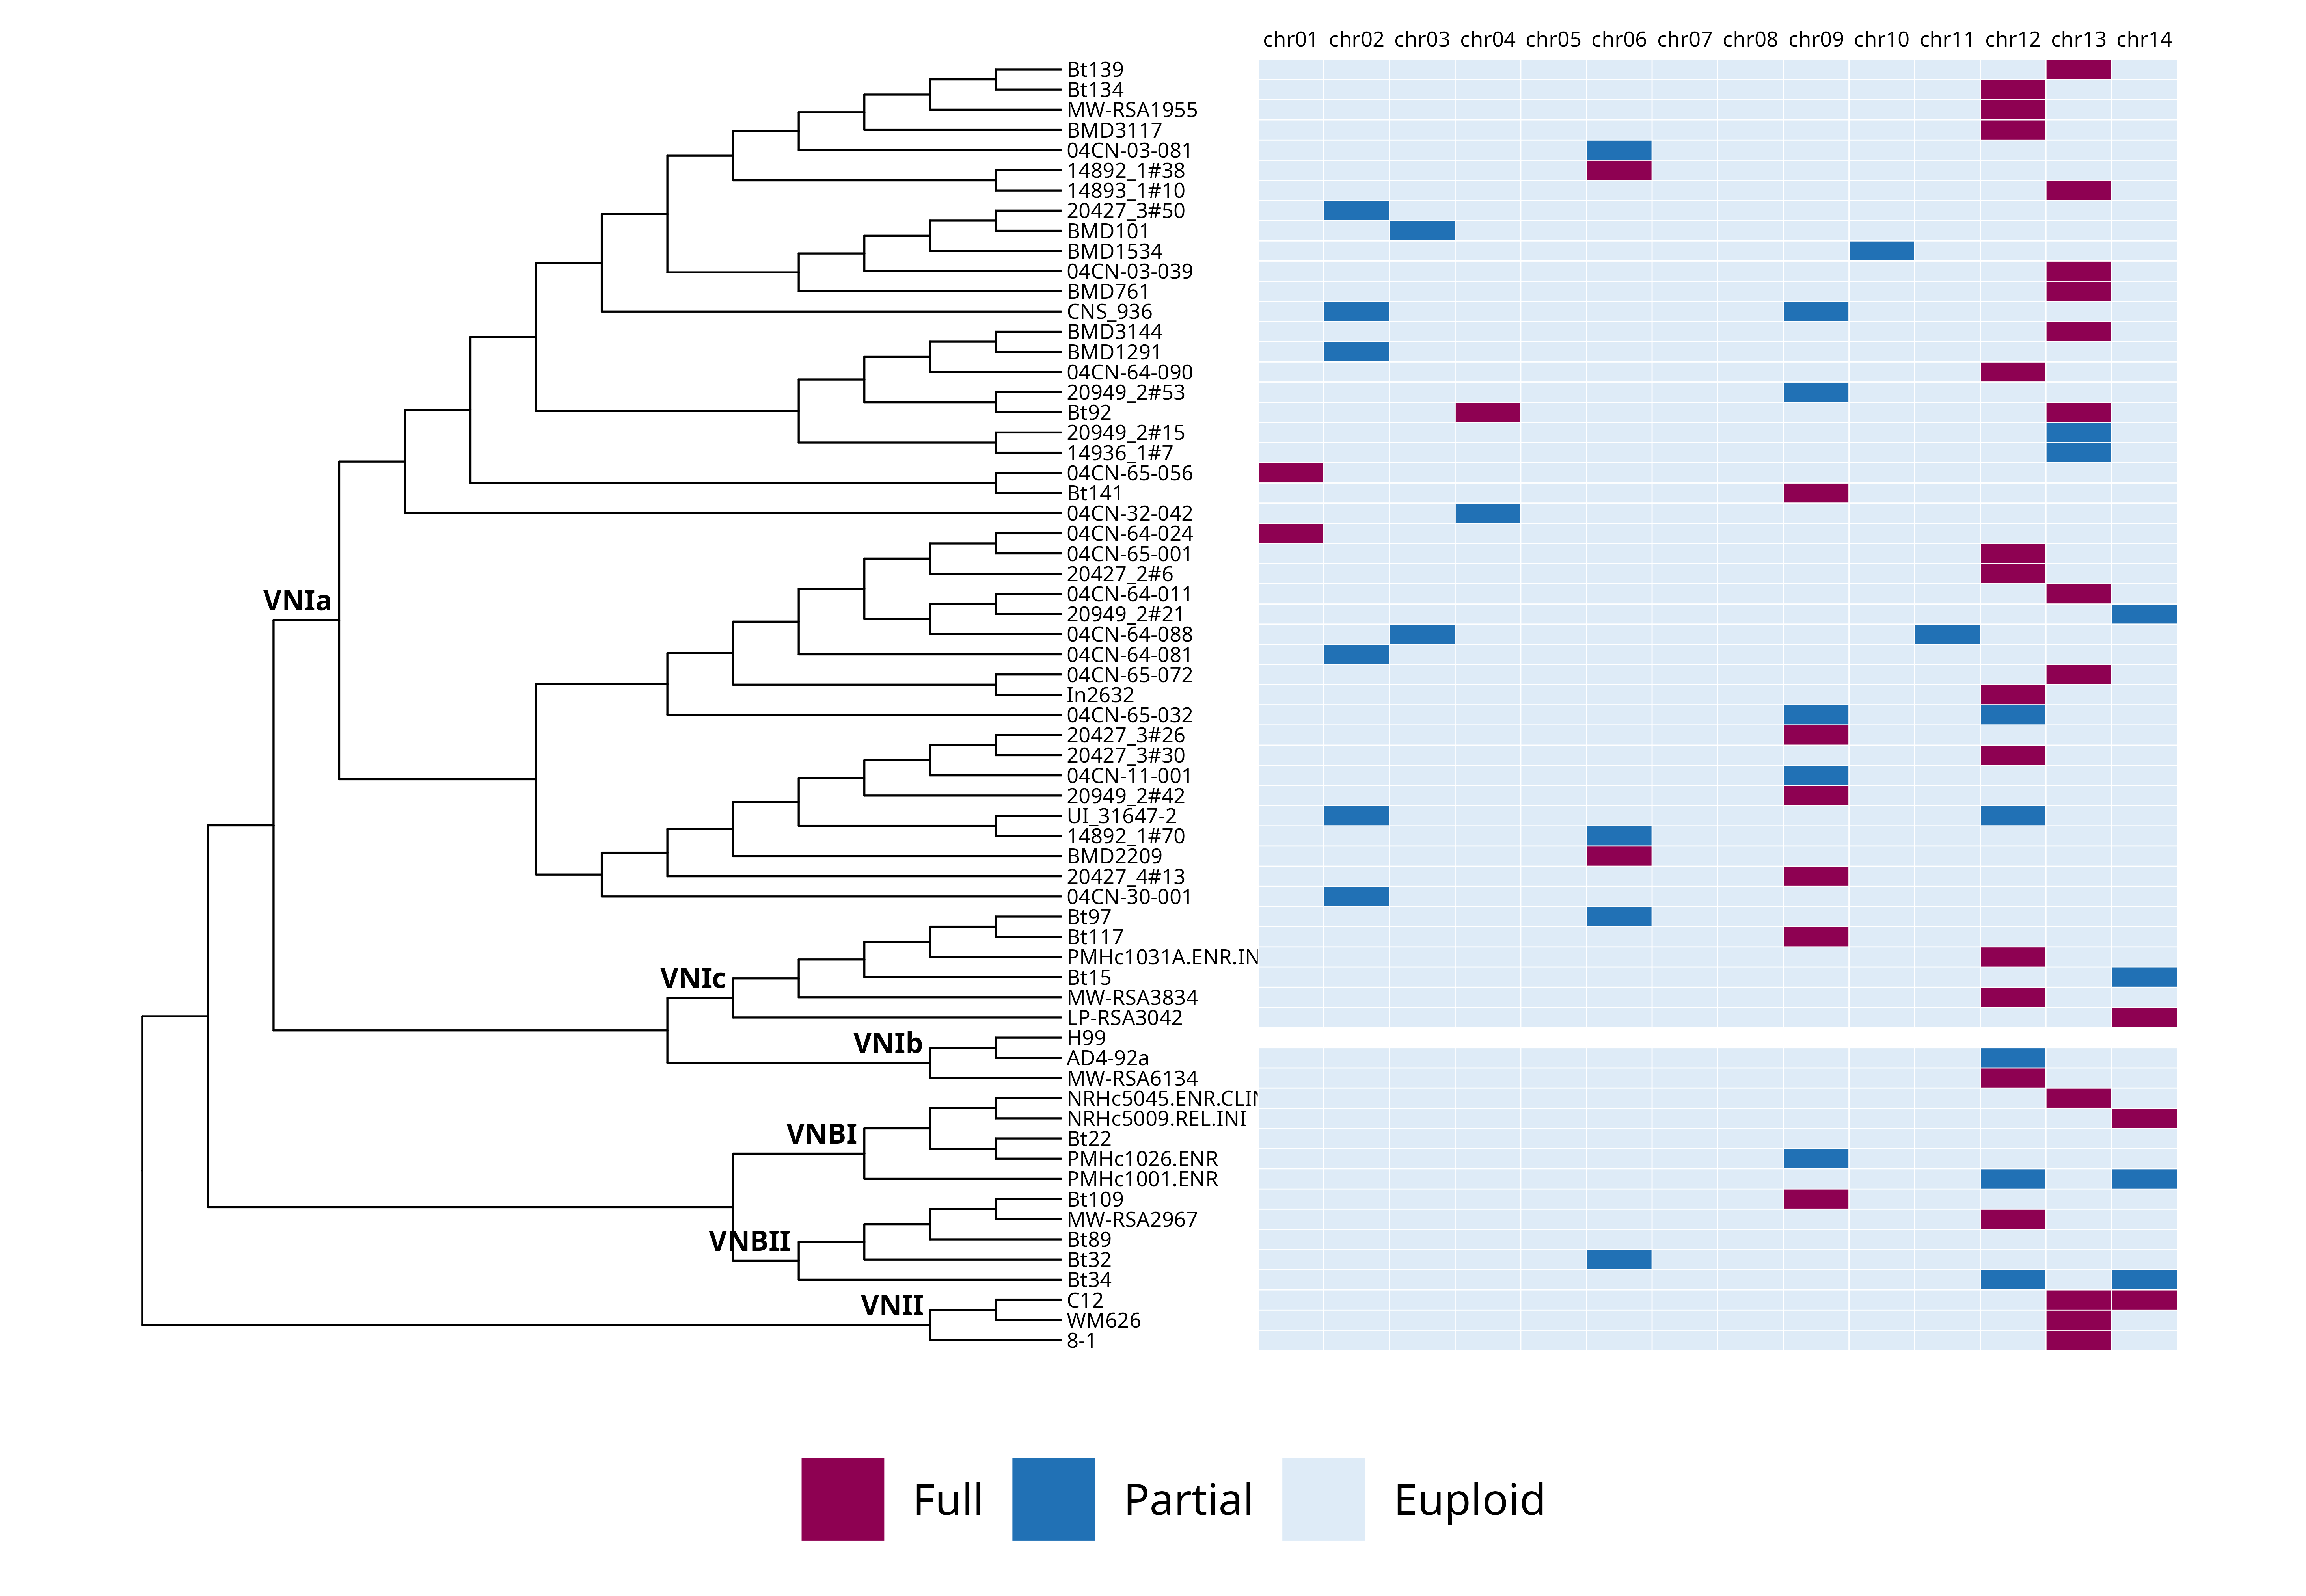 chr01 chr02 chr03 chr04 chr05 chr06 chr07 chr08 chr09 chr10 chr11 chr12 chr13 chr14
Bt139
Bt134
MW-RSA1955
BMD3117
04CN-03-081
14892_1#38
14893_1#10
20427_3#50
BMD101
BMD1534
04CN-03-039
BMD761
CNS_936
BMD3144
BMD1291
04CN-64-090
20949_2#53
Bt92
20949_2#15
14936_1#7
04CN-65-056
Bt141
04CN-32-042
04CN-64-024
04CN-65-001
20427_2#6
04CN-64-011
VNIa
20949_2#21
04CN-64-088
04CN-64-081
04CN-65-072
In2632
04CN-65-032
20427_3#26
20427_3#30
04CN-11-001
20949_2#42
UI_31647-2
14892_1#70
BMD2209
20427_4#13
04CN-30-001
Bt97
Bt117
PMHc1031A.ENR.IN
VNIc
Bt15
MW-RSA3834
LP-RSA3042
H99
VNIb
AD4-92a
MW-RSA6134
NRHc5045.ENR.CLIN
NRHc5009.REL.INI
VNBI
Bt22
PMHc1026.ENR
PMHc1001.ENR
Bt109
MW-RSA2967
Bt89
VNBII
Bt32
Bt34
C12
VNII
WM626
8-1
Full Partial Euploid